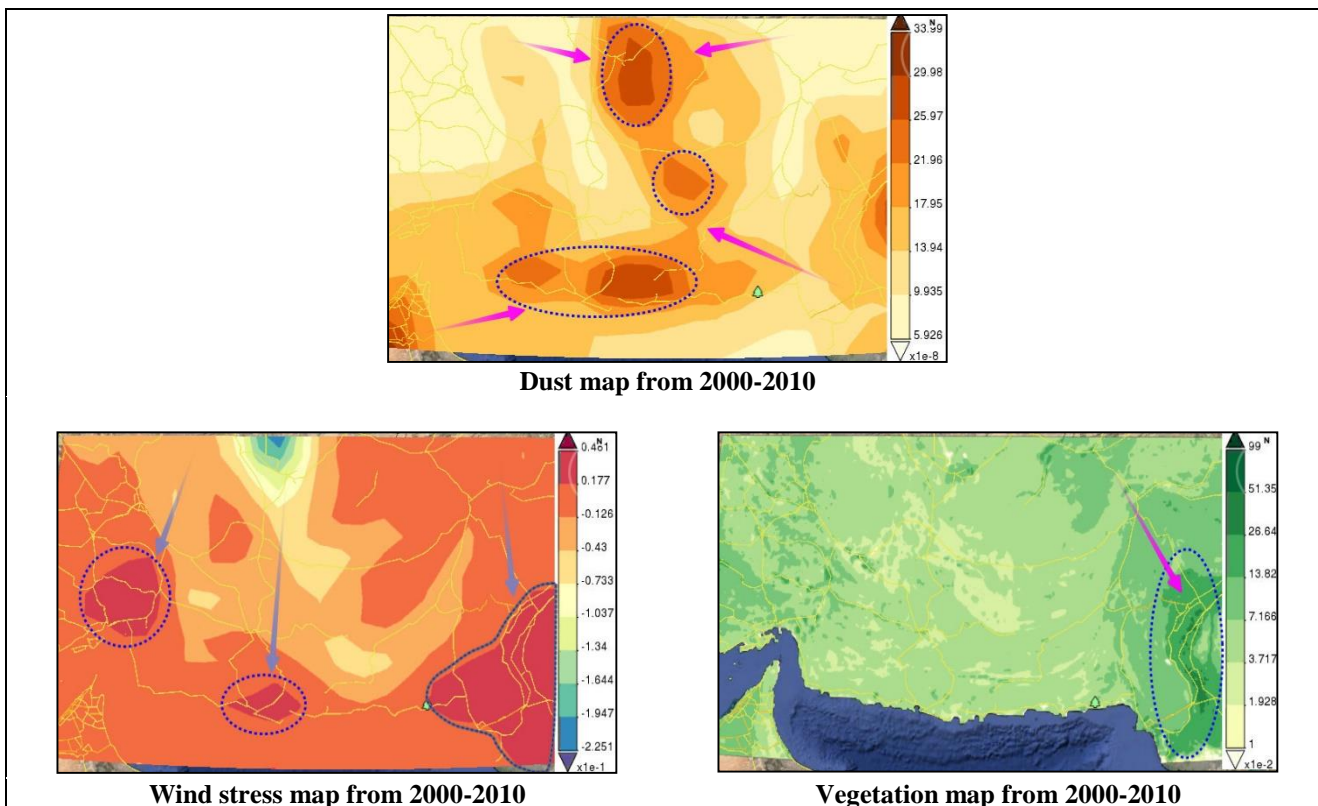 N
33.99
29.98
25.97
21.96
17.95
13.94
9.935
5.926
x1e-8
Dust map from 2000-2010
N
0.461
0.177
-0.126
-0.43
-0.733
-1.037
-1.34
-1.644
-1.947
-2.251
x1e-1
Wind stress map from 2000-2010
99 N
51.35
26.64
13.82
7.166
3.717
1.928
1
x1e-2
Vegetation map from 2000-2010